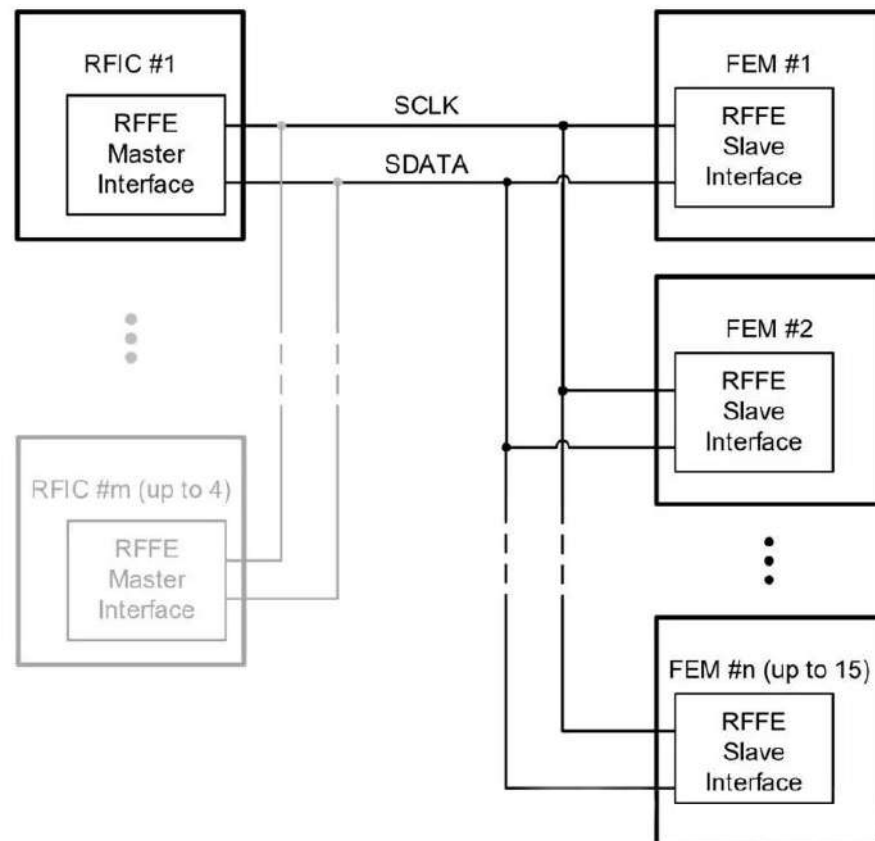 RFIC #1
RFFE
Master
Interface
SCLK
SDATA
FEM #1
RFFE
Slave
Interface
FEM #2
RFFE
Slave
Interface
RFIC #m (up to 4)
RFFE
Master
Interface
FEM #n (up to 15)
RFFE
Slave
Interface